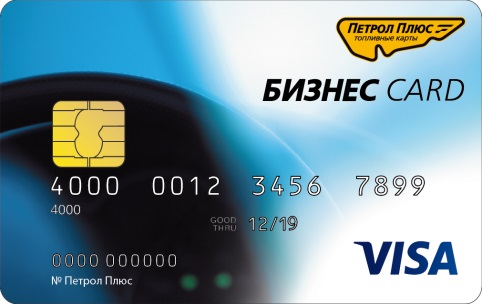 ПЕТРОЛ ПЛЮС
ТОПЛИВНЫЕ КАРТЫ
БИЗНЕС CARD
4000 0012 3456 7899
4000
GOOD
THRU 12/19
0000 000000
№ Петрол Плюс
VISA